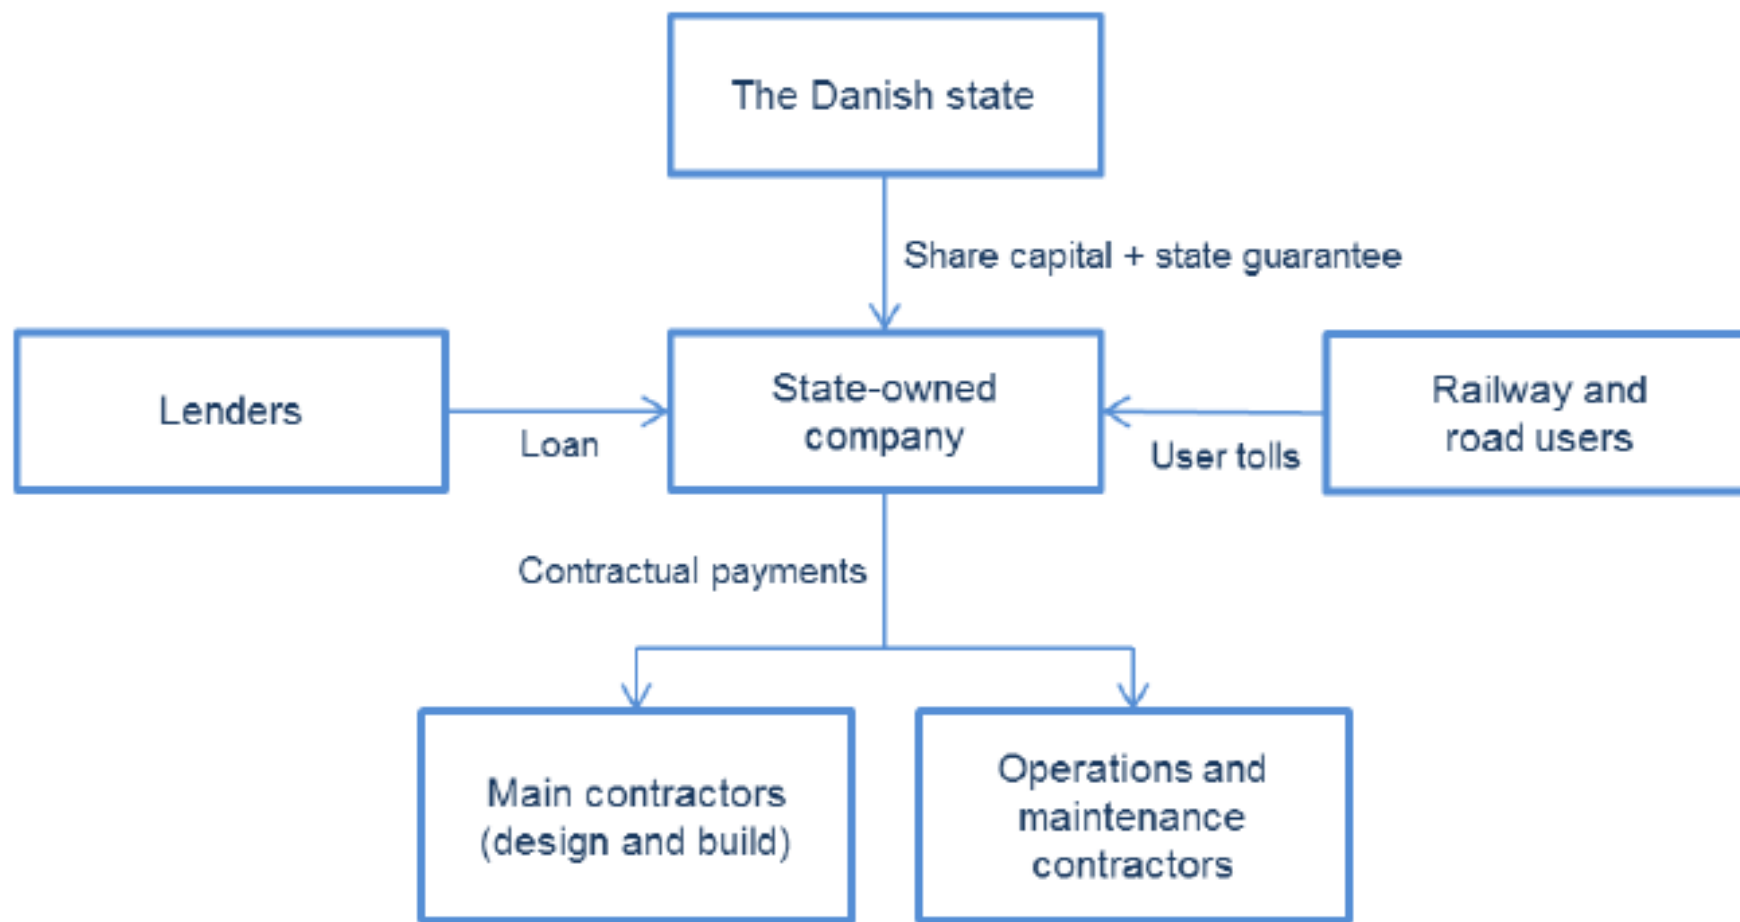 The Danish state
Share capital + state guarantee
Lenders
Loan
State-owned
company
User tolls
Railway and
road users
Contractual payments
Main contractors
(design and build)
Operations and
maintenance
contractors